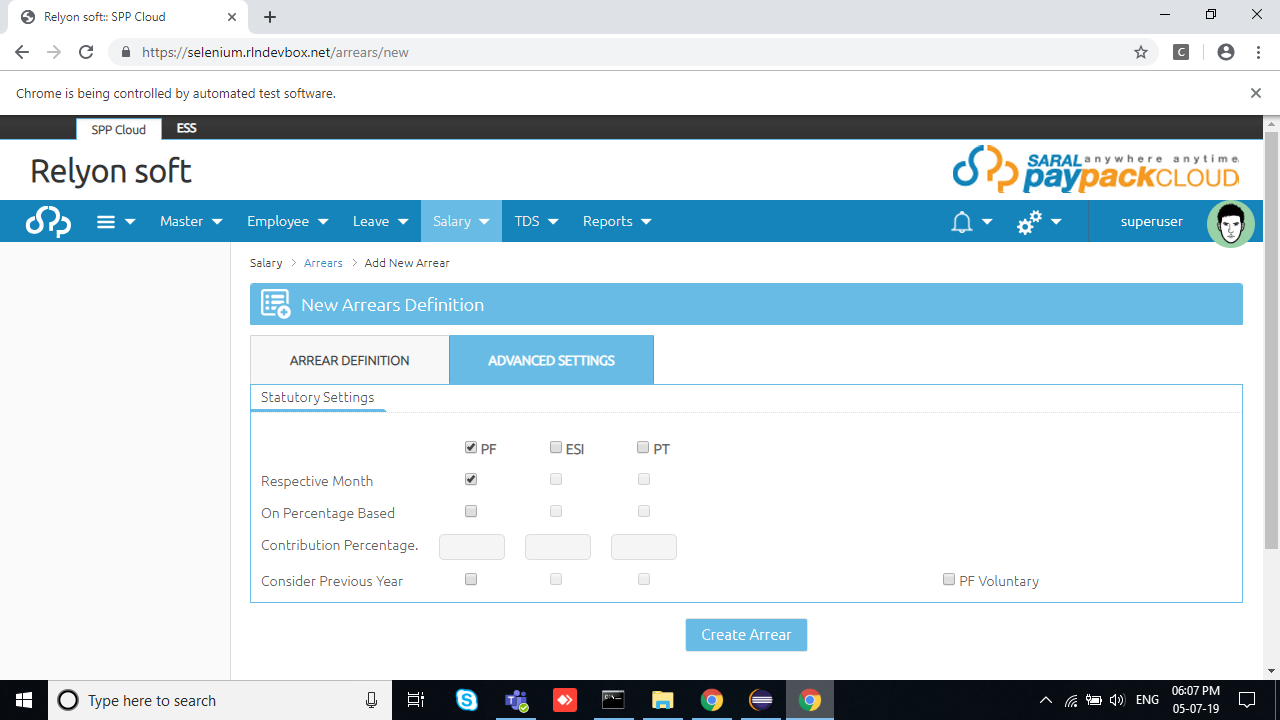 Relyon soft:: SPP Cloud
https://selenium.rlndevbox.net/arrears/new
C
Chrome is being controlled by automated test software.
SPP Cloud ESS
Relyon soft
SARAL anywhere anytime
paypackCLOUD
Master Employee Leave Salary TDS Reports superuser
Salary > Arrears > Add New Arrear
New Arrears Definition
ARREAR DEFINITION ADVANCED SETTINGS
Statutory Settings
PF ESI PT
Respective Month
On Percentage Based
Contribution Percentage.
Consider Previous Year PF Voluntary
Create Arrear
Type here to search
ENG
06:07 PM
05-07-19